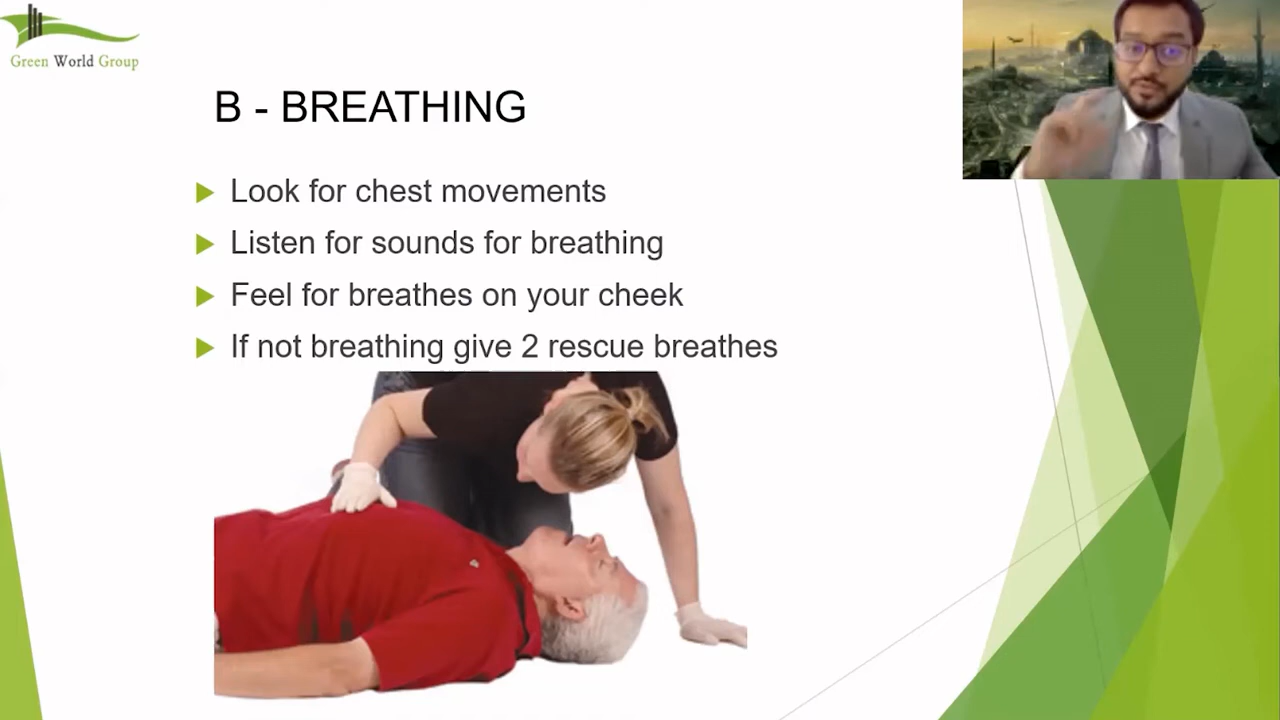 Green World Group
B - BREATHING
Look for chest movements
Listen for sounds for breathing
Feel for breathes on your cheek
If not breathing give 2 rescue breathes